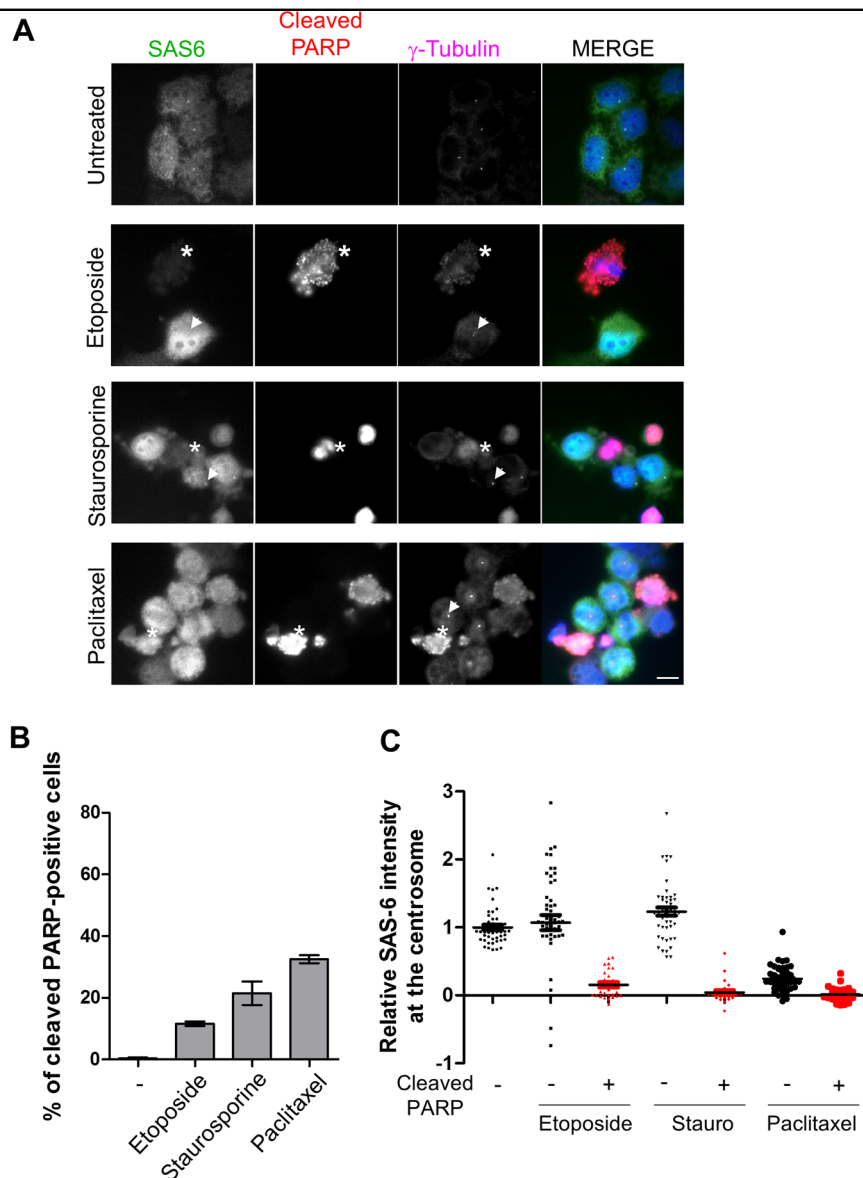 A
SAS6
Cleaved
PARP
γ-Tubulin
MERGE
Untreated
*
*
*
Etoposide
*
*
*
Staurosporine
*
*
*
Paclitaxel
B
% of cleaved PARP-positive cells
80
60
40
20
0
-
Etoposide
Staurosporine
Paclitaxel
C
Relative SAS-6 intensity
at the centrosome
3
2
1
0
-1
Cleaved
PARP
- - + - + - +
Etoposide Stauro Paclitaxel